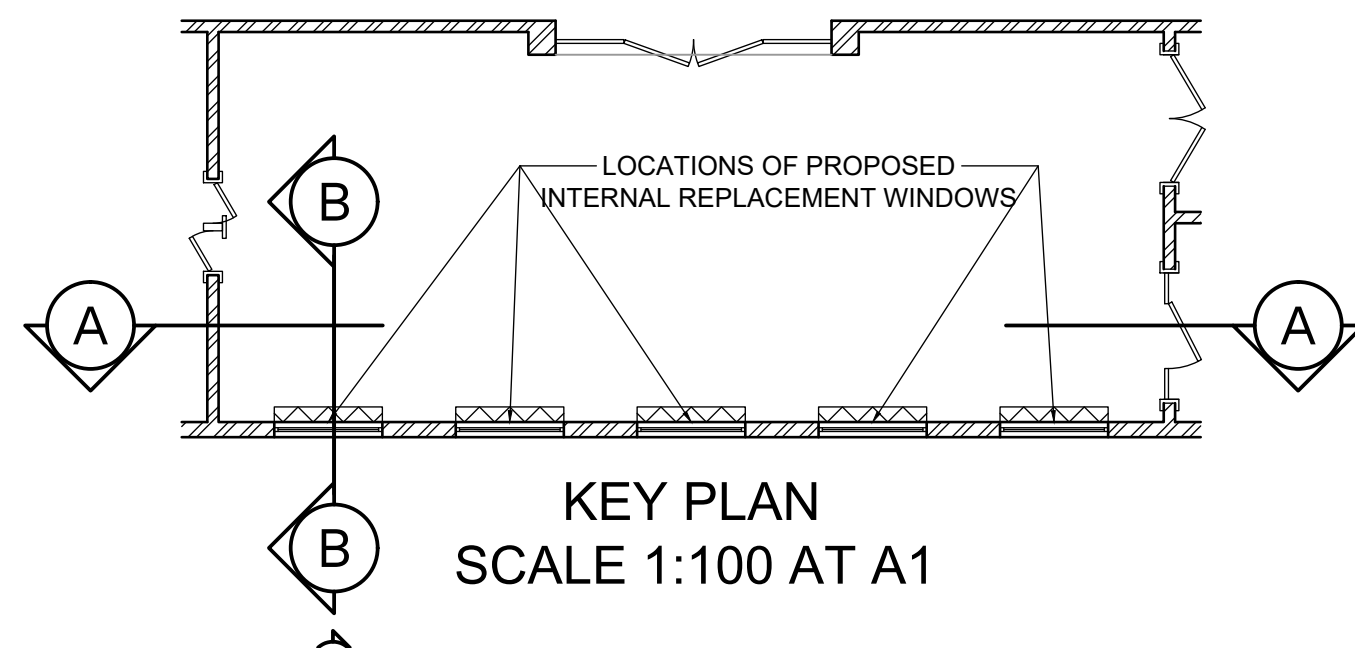 B
LOCATIONS OF PROPOSED
INTERNAL REPLACEMENT WINDOWS
A
A
KEY PLAN
B
SCALE 1:100 AT A1